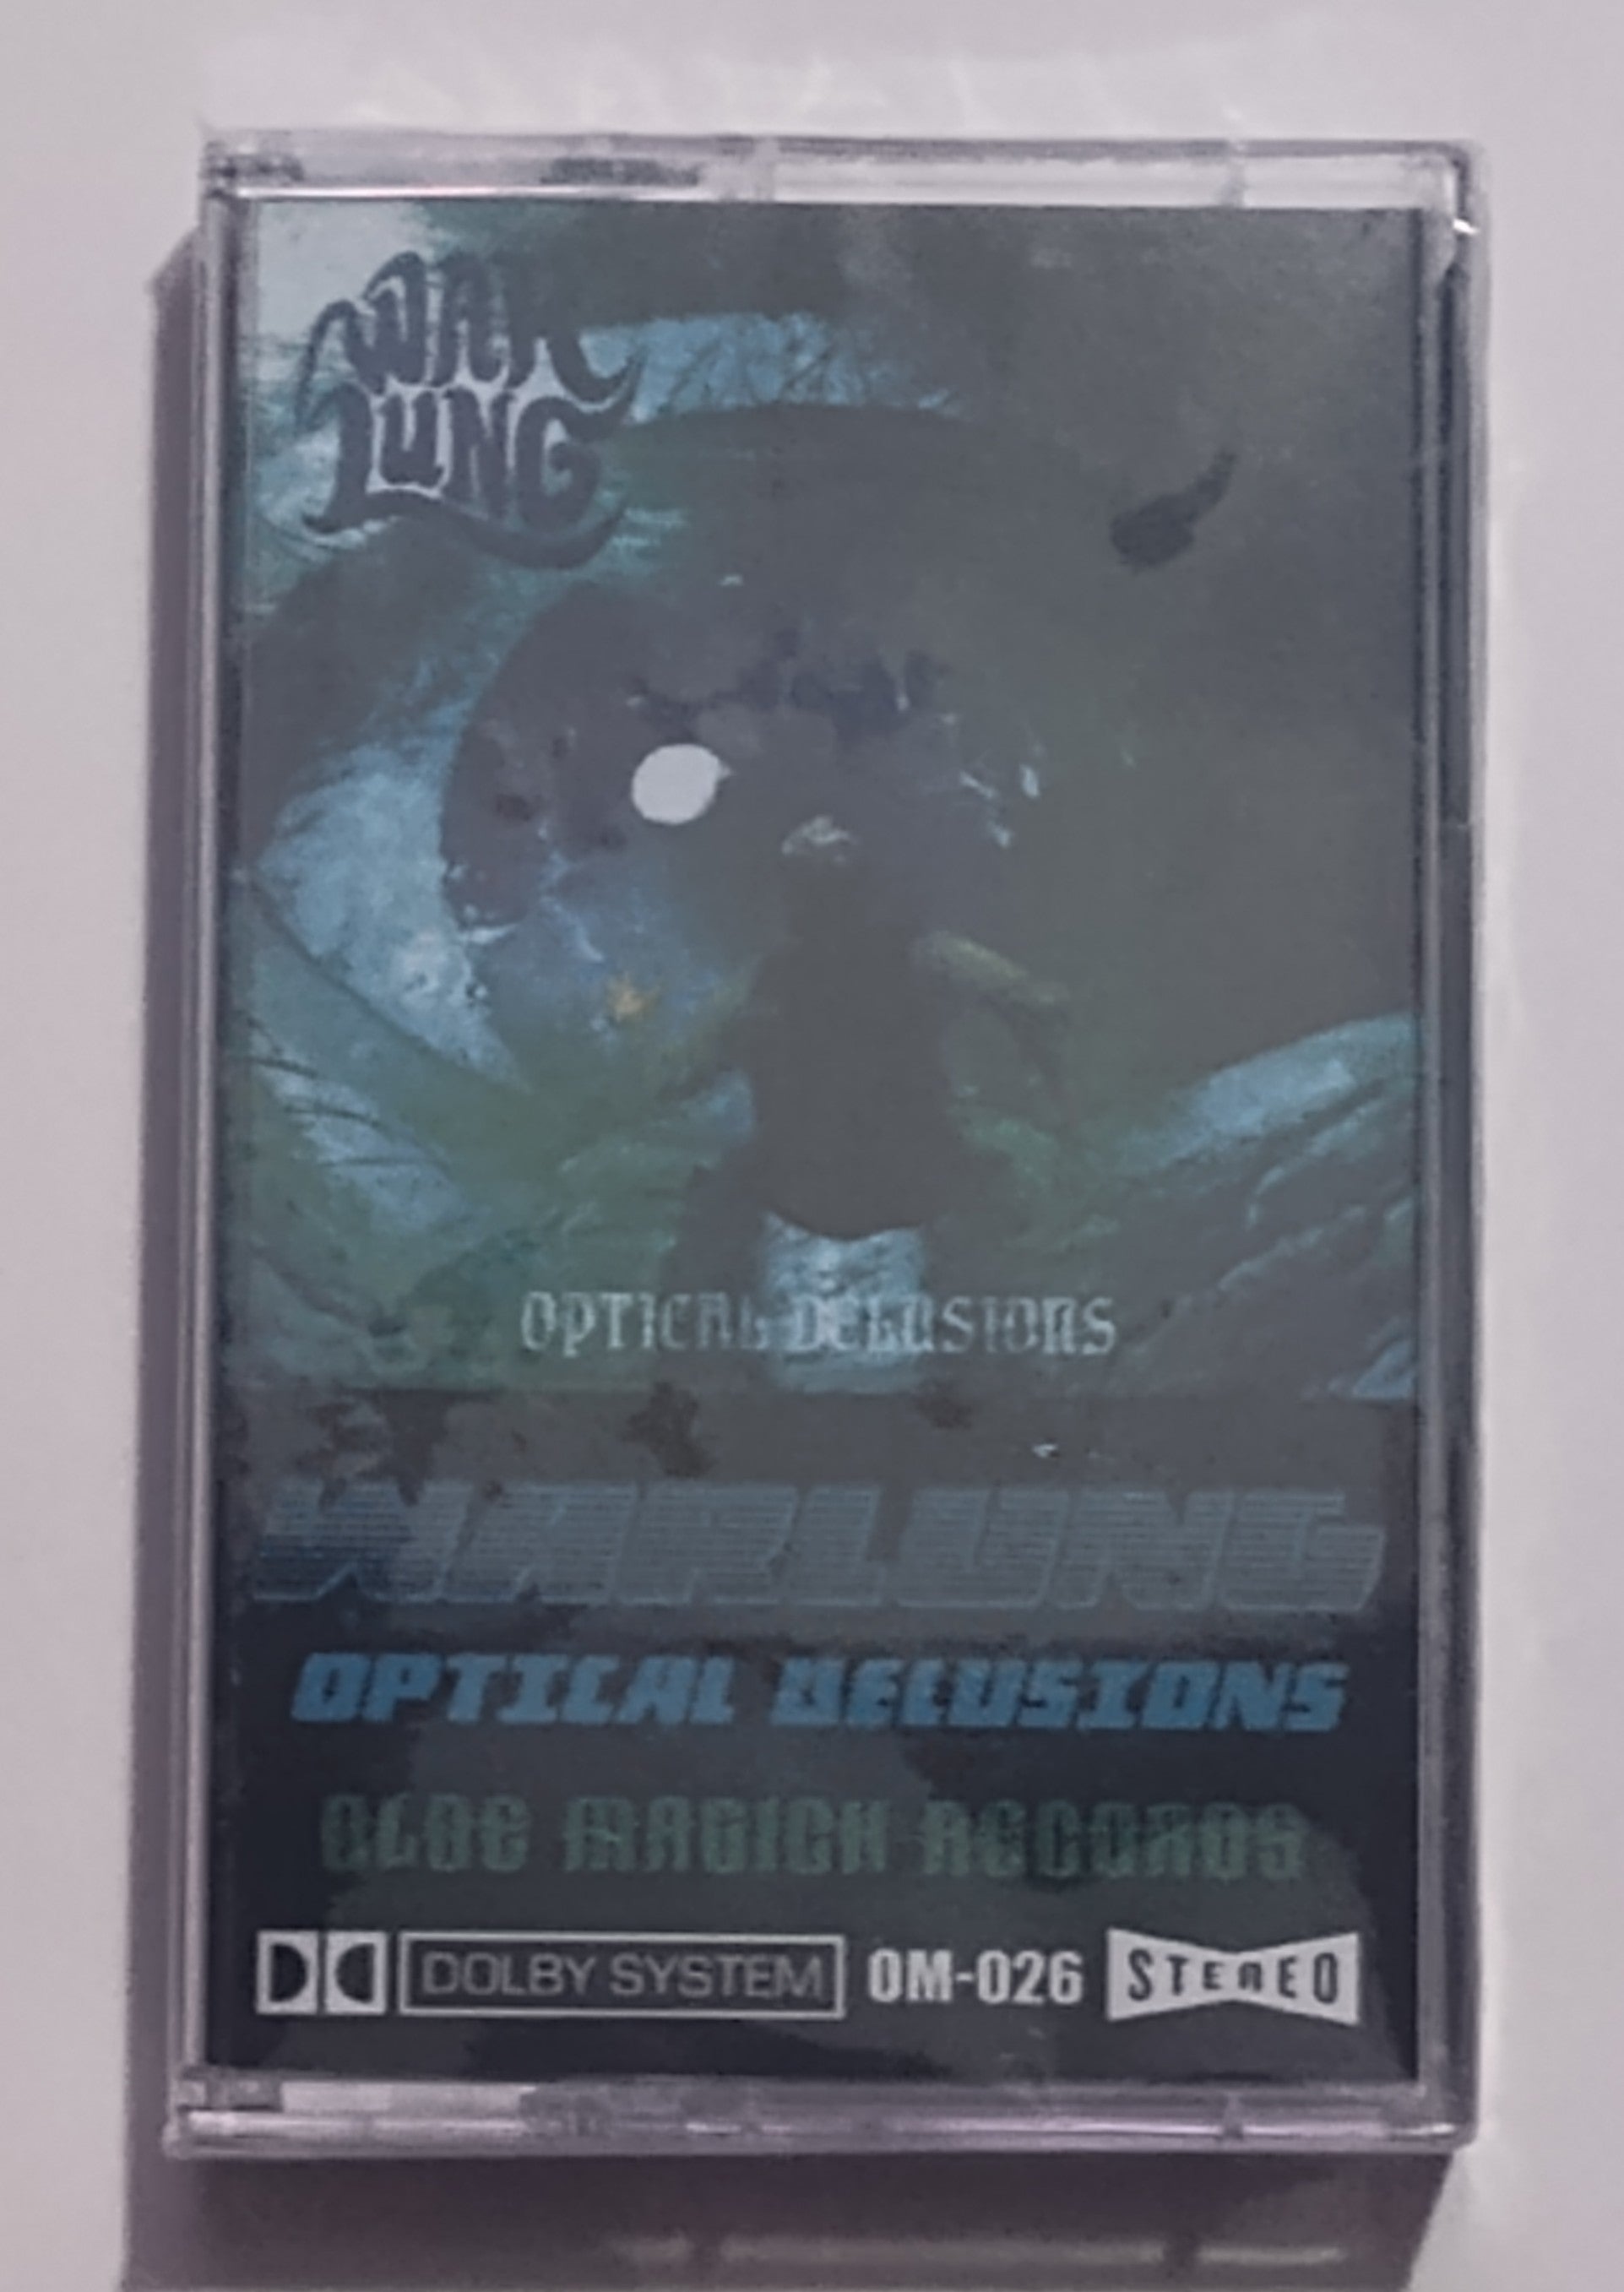 WAR
LUNG
OPTICAL DELUSIONS
WARLUNG
OPTICAL DELUSIONS
OLDE MAGICK RECORDS
DOLBY SYSTEM OM-026 STEREO